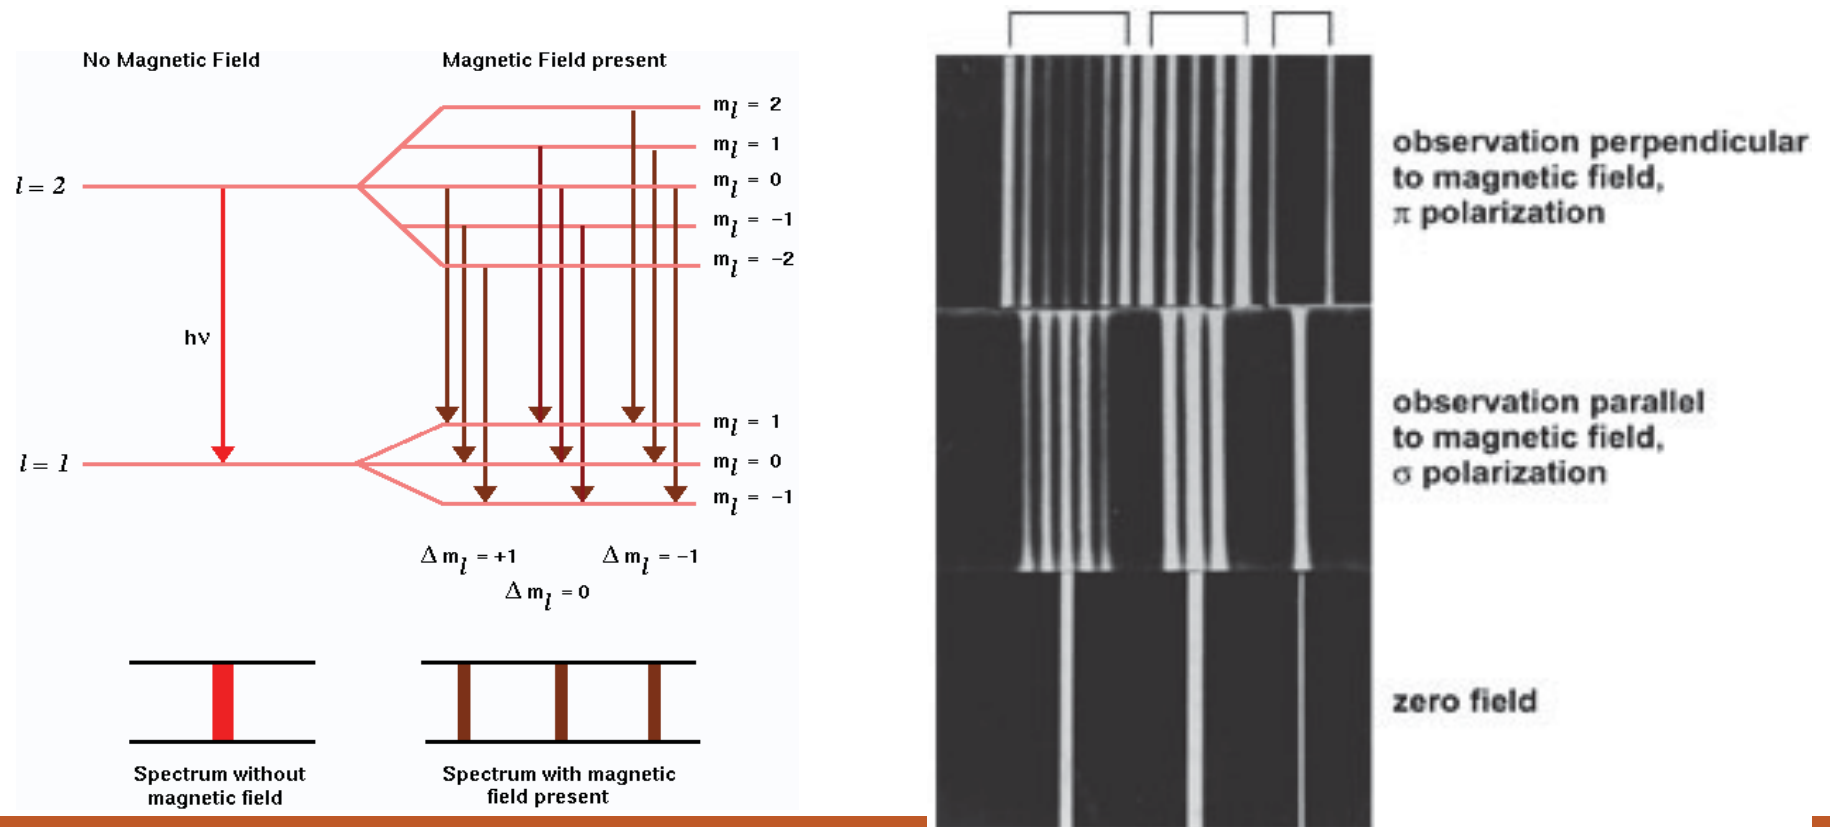 No Magnetic Field
Magnetic Field present
m_l = 2
m_l = 1
l = 2
m_l = 0
m_l = -1
m_l = -2
hν
m_l = 1
l = 1
m_l = 0
m_l = -1
Δ m_l = +1
Δ m_l = -1
Δ m_l = 0
Spectrum without
magnetic field
Spectrum with magnetic
field present
observation perpendicular
to magnetic field,
π polarization
observation parallel
to magnetic field,
σ polarization
zero field